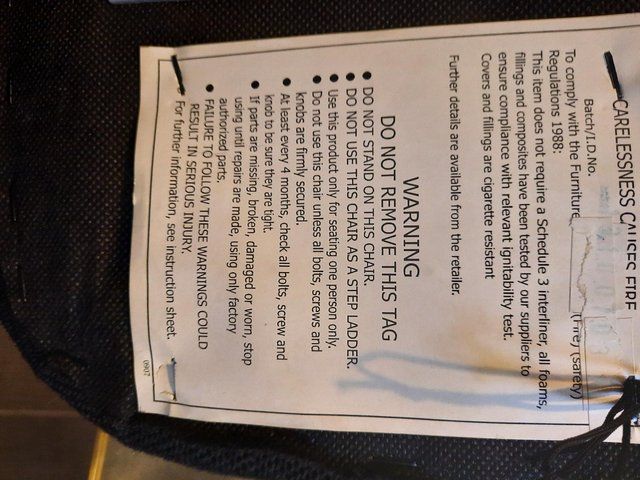 CARELESSNESS CAUSES FIRE
Batch/I.D.No.
To comply with the Furniture (Fire) (safety)
Regulations 1988:
This item does not require a Schedule 3 interliner, all foams,
fillings and composites have been tested by our suppliers to
ensure compliance with relevant ignitability test.
Covers and fillings are cigarette resistant
Further details are available from the retailer.
WARNING
DO NOT REMOVE THIS TAG
● DO NOT STAND ON THIS CHAIR.
● DO NOT USE THIS CHAIR AS A STEP LADDER.
● Use this product only for seating one person only.
● Do not use this chair unless all bolts, screws and
knobs are firmly secured.
● At least every 4 months, check all bolts, screw and
knob to be sure they are tight.
● If parts are missing, broken, damaged or worn, stop
using until repairs are made, using only factory
authorized parts.
● FAILURE TO FOLLOW THESE WARNINGS COULD
RESULT IN SERIOUS INJURY.
● For further information, see instruction sheet.
0907